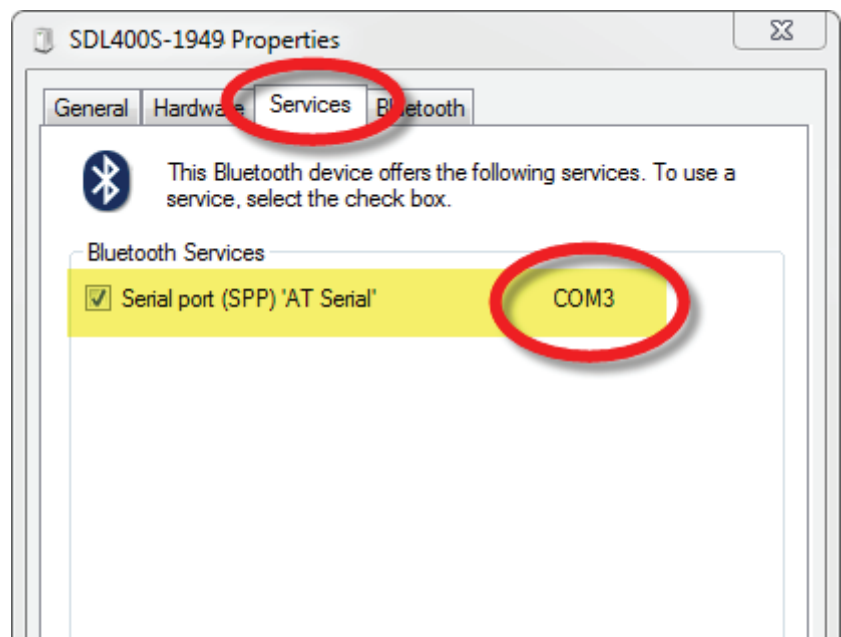 SDL400S-1949 Properties
General Hardware Services Bluetooth
This Bluetooth device offers the following services. To use a
service, select the check box.
Bluetooth Services
Serial port (SPP) 'AT Serial' COM3